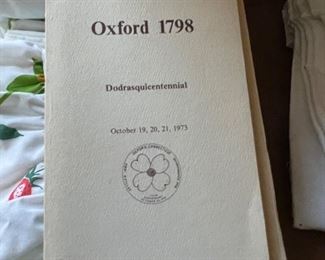 Oxford 1798
Dodrasquicentennial
October 19, 20, 21, 1973